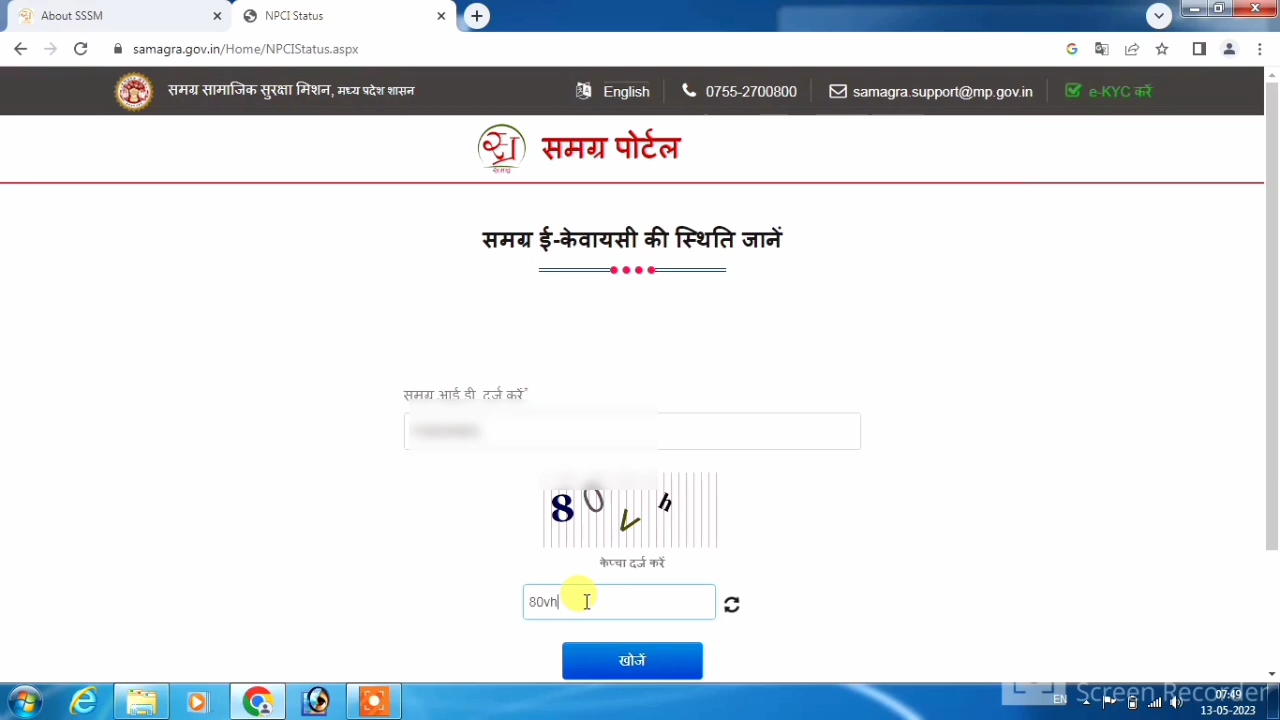 About SSSM
NPCI Status
samagra.gov.in/Home/NPCIStatus.aspx
समग्र सामाजिक सुरक्षा मिशन, मध्य प्रदेश शासन
English
0755-2700800
samagra.support@mp.gov.in
e-KYC करें
समग्र
समग्र पोर्टल
समग्र ई-केवायसी की स्थिति जानें
समग्र आई डी दर्ज करें*
80vh
केप्चा दर्ज करें
80vh
खोजें
EN
Screen Recorder
07:49
13-05-2023